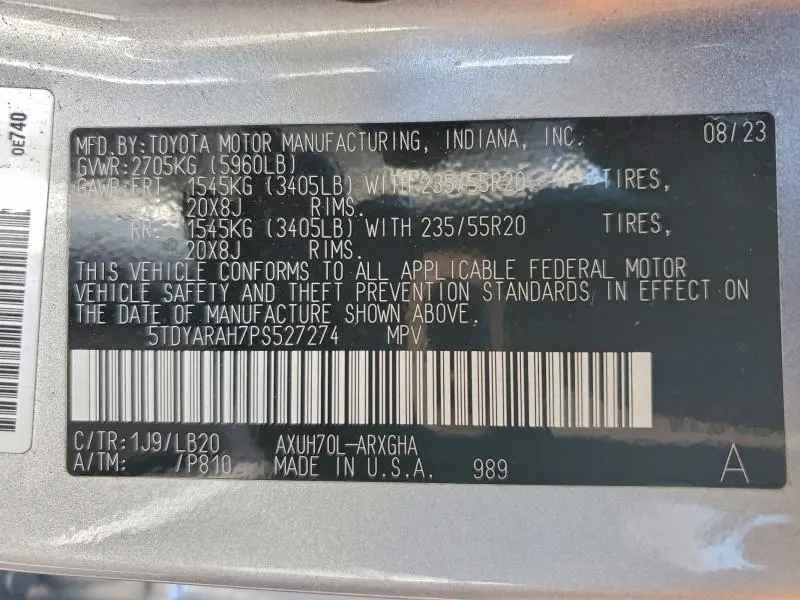 OE740
MFD.BY:TOYOTA MOTOR MANUFACTURING, INDIANA, INC. 08/23
GVWR:2705KG (5960LB)
GAWR:FRT 1545KG (3405LB) WITH 235/55R20 TIRES,
20X8J RIMS.
RR: 1545KG (3405LB) WITH 235/55R20 TIRES,
20X8J RIMS.
THIS VEHICLE CONFORMS TO ALL APPLICABLE FEDERAL MOTOR
VEHICLE SAFETY AND THEFT PREVENTION STANDARDS IN EFFECT ON
THE DATE OF MANUFACTURE SHOWN ABOVE.
5TDYARAH7PS527274 MPV
C/TR:1J9/LB20 AXUH70L-ARXGHA
A/TM: /P810 MADE IN U.S.A. 989 A